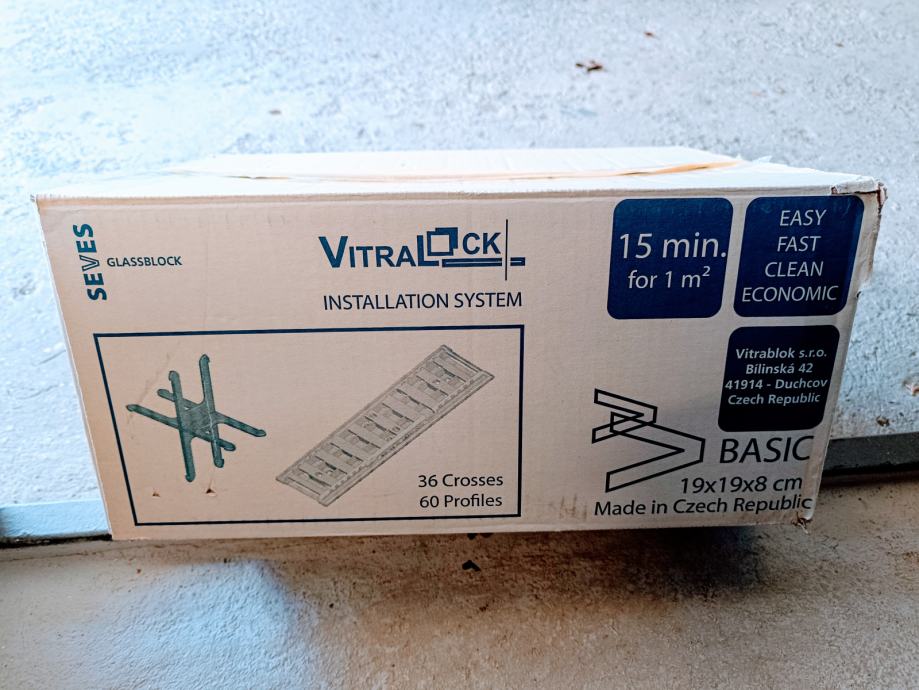 SEVES
GLASSBLOCK
VITRALOCK
INSTALLATION SYSTEM
15 min.
for 1 m²
EASY
FAST
CLEAN
ECONOMIC
Vitrablok s.r.o.
Bílinská 42
41914 - Duchcov
Czech Republic
36 Crosses
60 Profiles
BASIC
19x19x8 cm
Made in Czech Republic